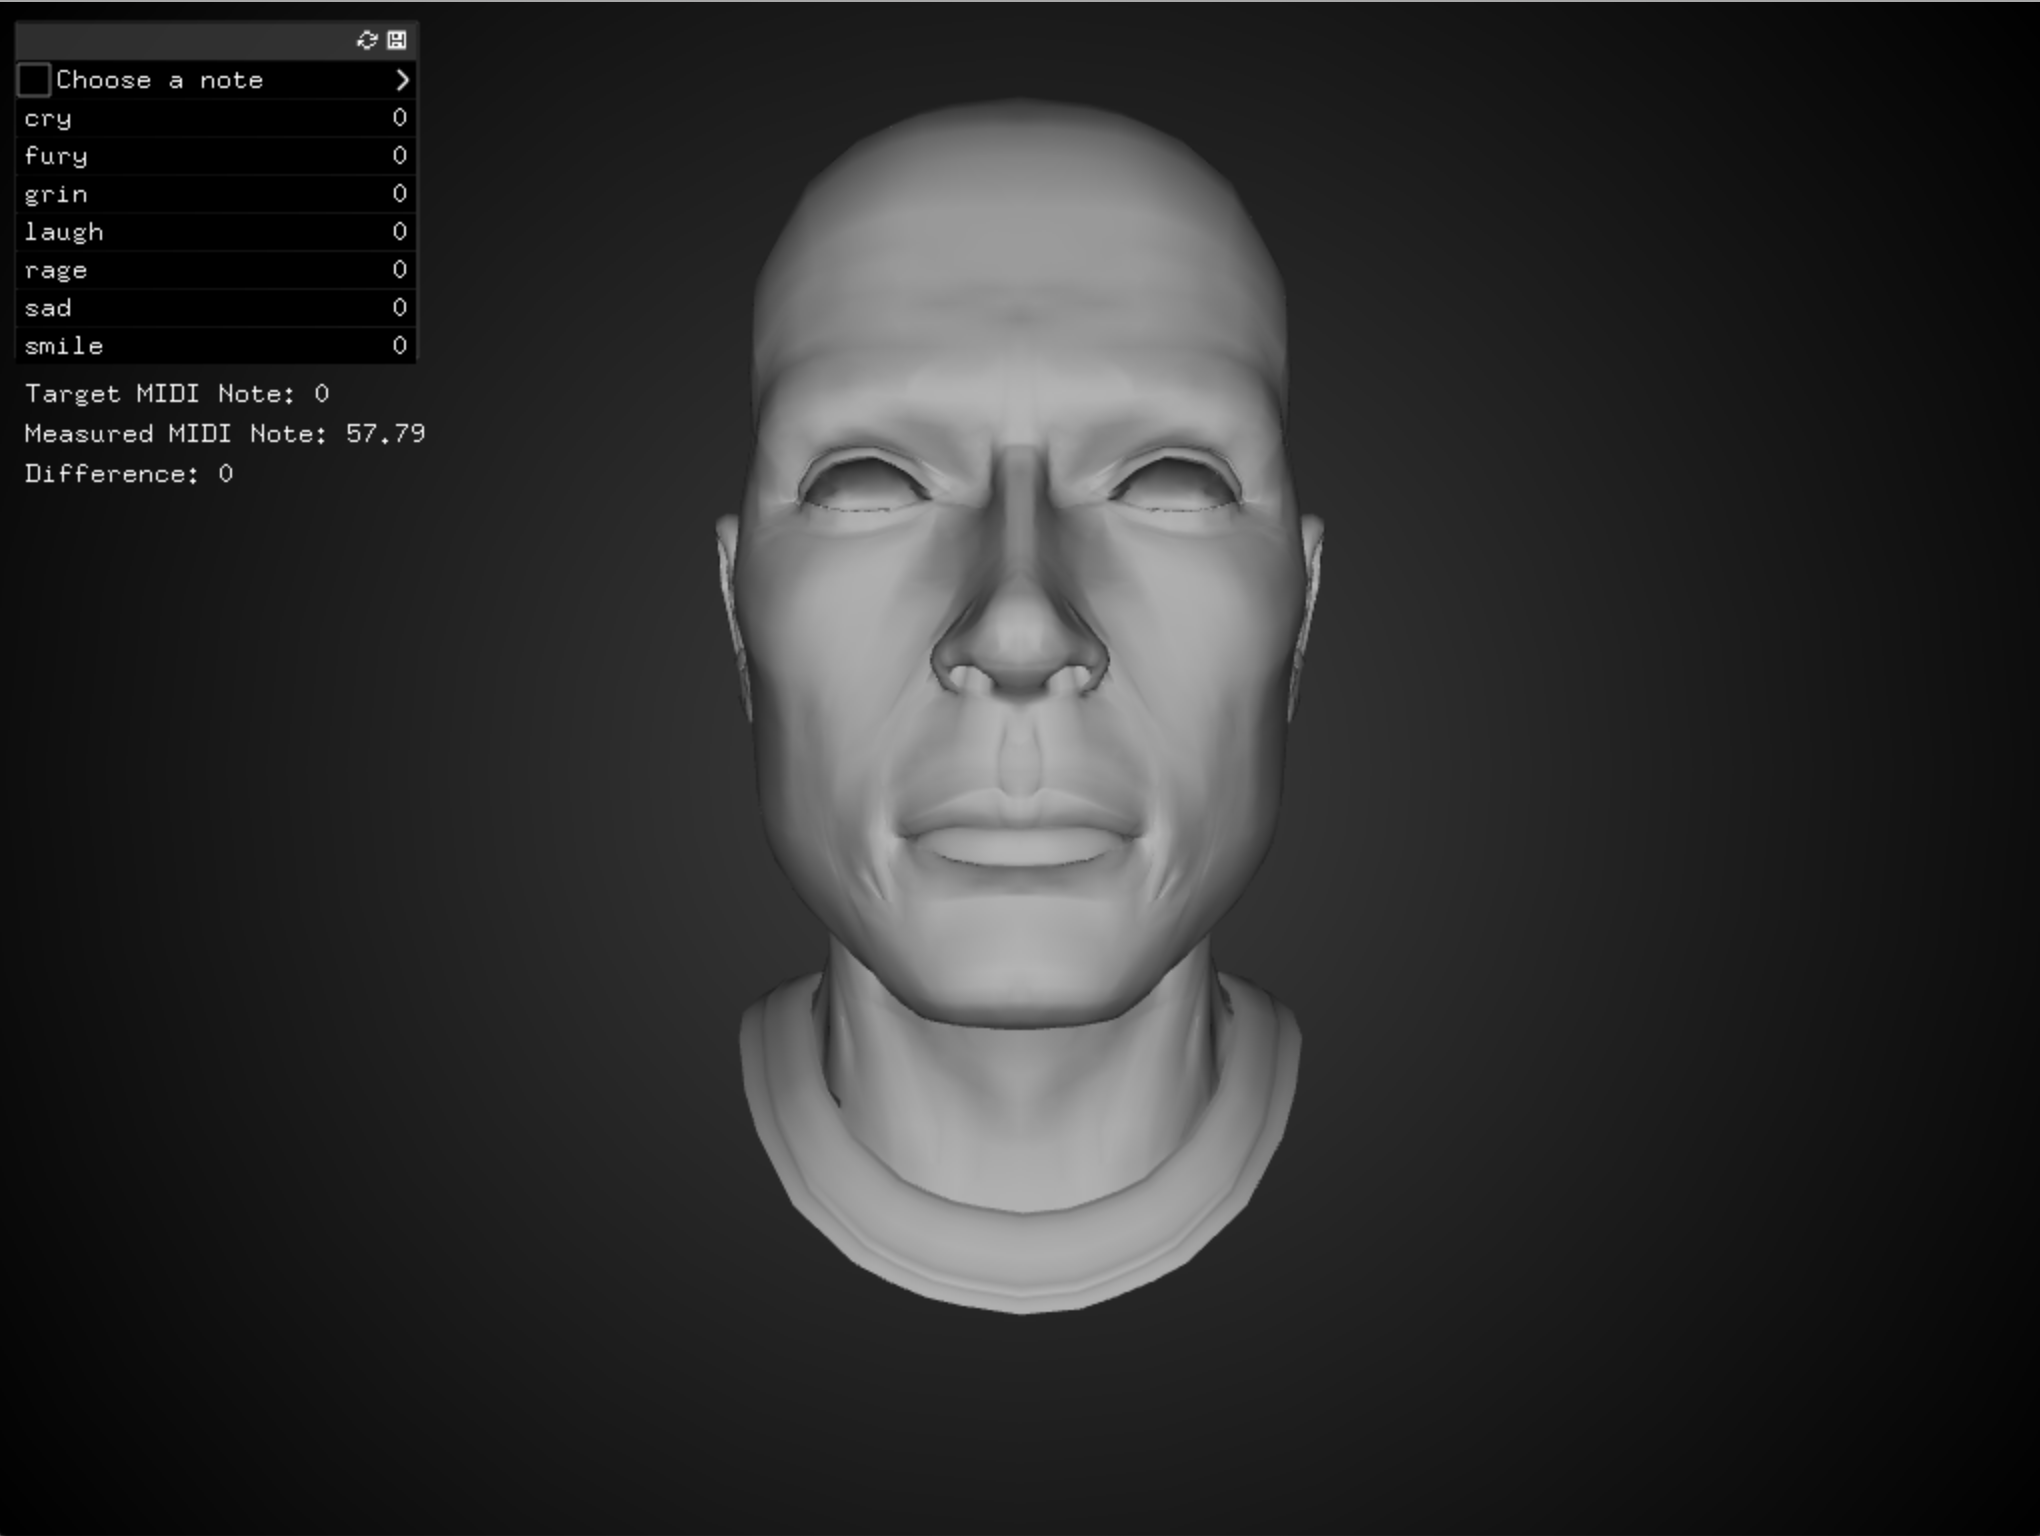 Choose a note
cry 0
fury 0
grin 0
laugh 0
rage 0
sad 0
smile 0
Target MIDI Note: 0
Measured MIDI Note: 57.79
Difference: 0